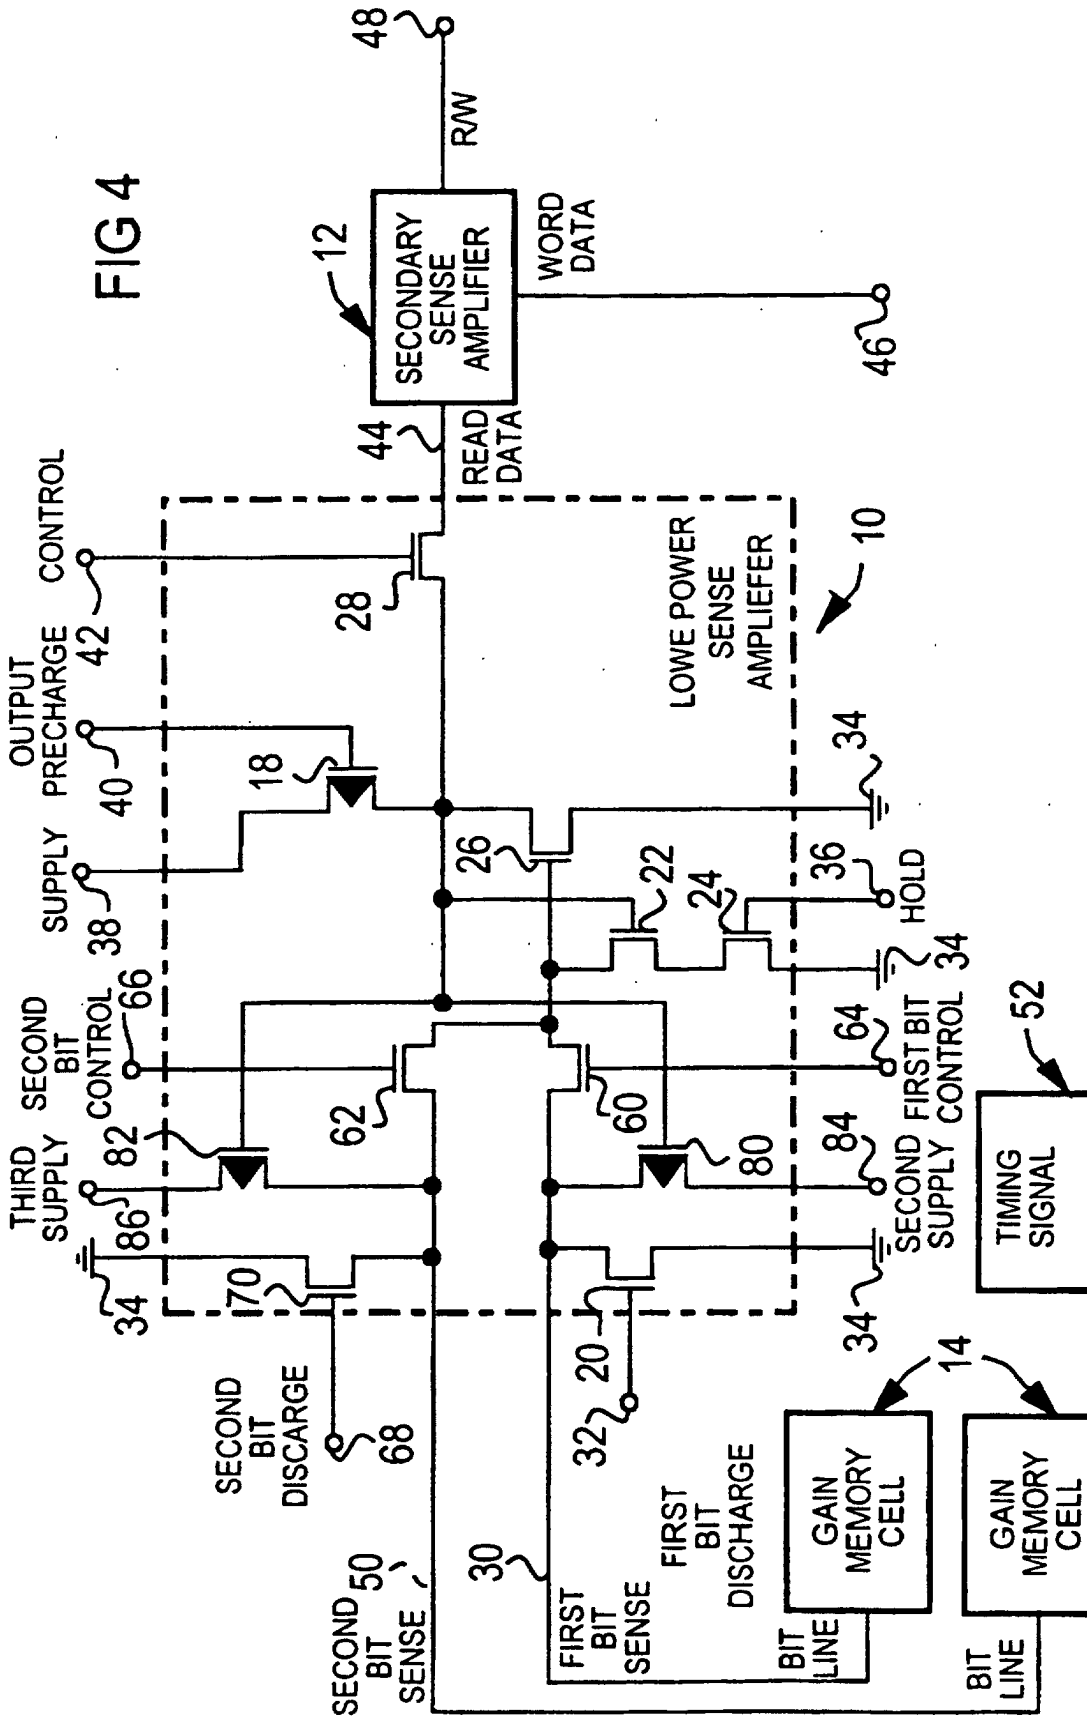 FIG 4
THIRD
SUPPLY
86
SECOND
BIT
CONTROL
66
SUPPLY
38
OUTPUT
PRECHARGE
40
CONTROL
42
34
82
70
62
18
28
44
READ
DATA
12
SECONDARY
SENSE
AMPLIFIER
R/W
48
WORD
DATA
46
SECOND
BIT
DISCARGE
68
SECOND
BIT
SENSE
50
FIRST
BIT
SENSE
30
20
32
80
60
26
22
24
LOWE POWER
SENSE
AMPLIEFER
10
FIRST
BIT
DISCHARGE
34
SECOND
SUPPLY
84
FIRST BIT
CONTROL
64
34
HOLD
36
34
BIT
LINE
GAIN
MEMORY
CELL
14
BIT
LINE
GAIN
MEMORY
CELL
TIMING
SIGNAL
52